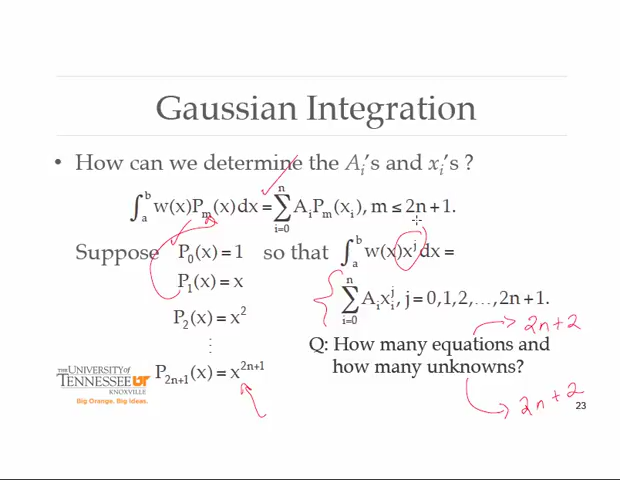 Gaussian Integration
• How can we determine the Aᵢ's and xᵢ's ?
∫ₐᵇ w(x)Pₘ(x)dx = ∑ᵢ₌₀ⁿ AᵢPₘ(xᵢ), m ≤ 2n + 1.
Suppose P₀(x) = 1 so that ∫ₐᵇ w(x)xʲ dx =
P₁(x) = x
∑ᵢ₌₀ⁿ Aᵢxᵢʲ, j = 0,1,2,...,2n + 1.
P₂(x) = x²
⋮
2n+2
Q: How many equations and
how many unknowns?
P₂ₙ₊₁(x) = x²ⁿ⁺¹
2n+2
THE UNIVERSITY of
TENNESSEE UT
KNOXVILLE
Big Orange. Big Ideas.
23